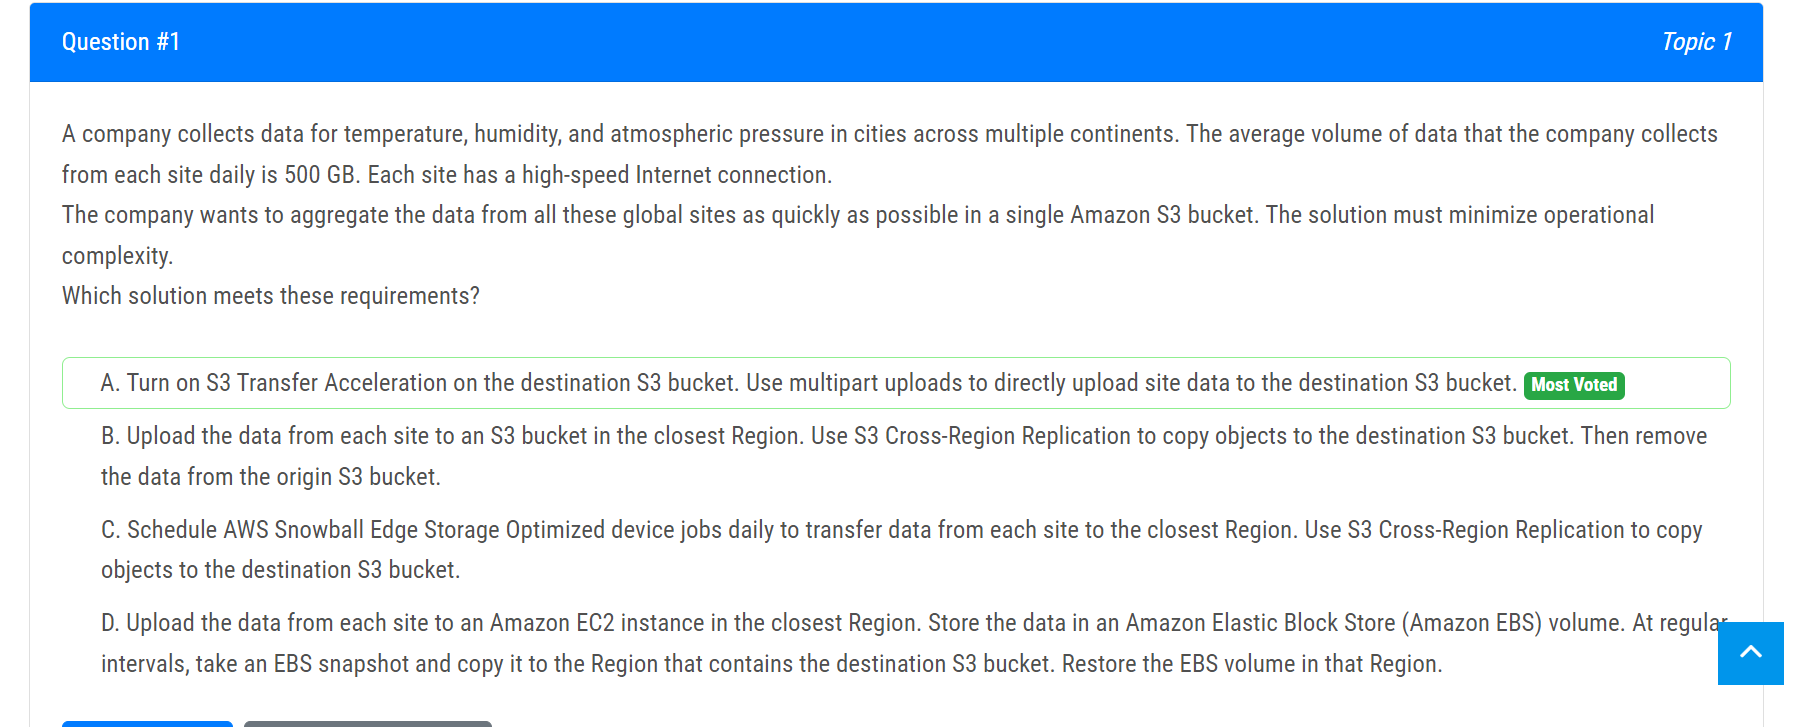 Question #1
Topic 1
A company collects data for temperature, humidity, and atmospheric pressure in cities across multiple continents. The average volume of data that the company collects
from each site daily is 500 GB. Each site has a high-speed Internet connection.
The company wants to aggregate the data from all these global sites as quickly as possible in a single Amazon S3 bucket. The solution must minimize operational
complexity.
Which solution meets these requirements?
A. Turn on S3 Transfer Acceleration on the destination S3 bucket. Use multipart uploads to directly upload site data to the destination S3 bucket. Most Voted
B. Upload the data from each site to an S3 bucket in the closest Region. Use S3 Cross-Region Replication to copy objects to the destination S3 bucket. Then remove
the data from the origin S3 bucket.
C. Schedule AWS Snowball Edge Storage Optimized device jobs daily to transfer data from each site to the closest Region. Use S3 Cross-Region Replication to copy
objects to the destination S3 bucket.
D. Upload the data from each site to an Amazon EC2 instance in the closest Region. Store the data in an Amazon Elastic Block Store (Amazon EBS) volume. At regular
intervals, take an EBS snapshot and copy it to the Region that contains the destination S3 bucket. Restore the EBS volume in that Region.